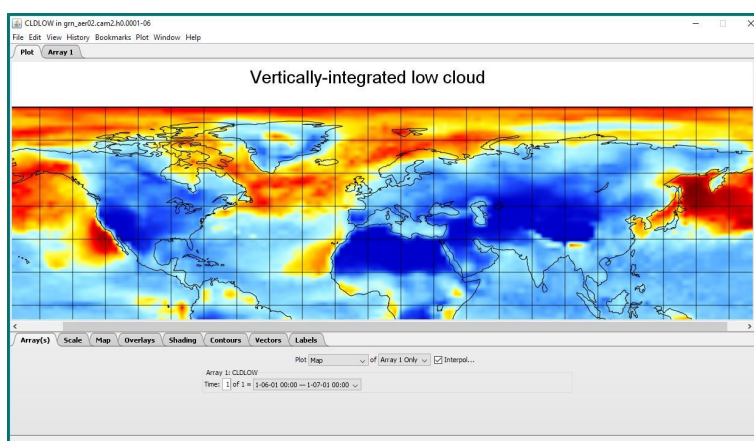 CLDLOW in grn_aer02.cam2.h0.0001-06
File Edit View History Bookmarks Plot Window Help
Plot Array 1
Vertically-integrated low cloud
Array(s) Scale Map Overlays Shading Contours Vectors Labels
Plot Map of Array 1 Only Interpol...
Array 1: CLDLOW
Time: 1 of 1 = 1-06-01 00:00 — 1-07-01 00:00